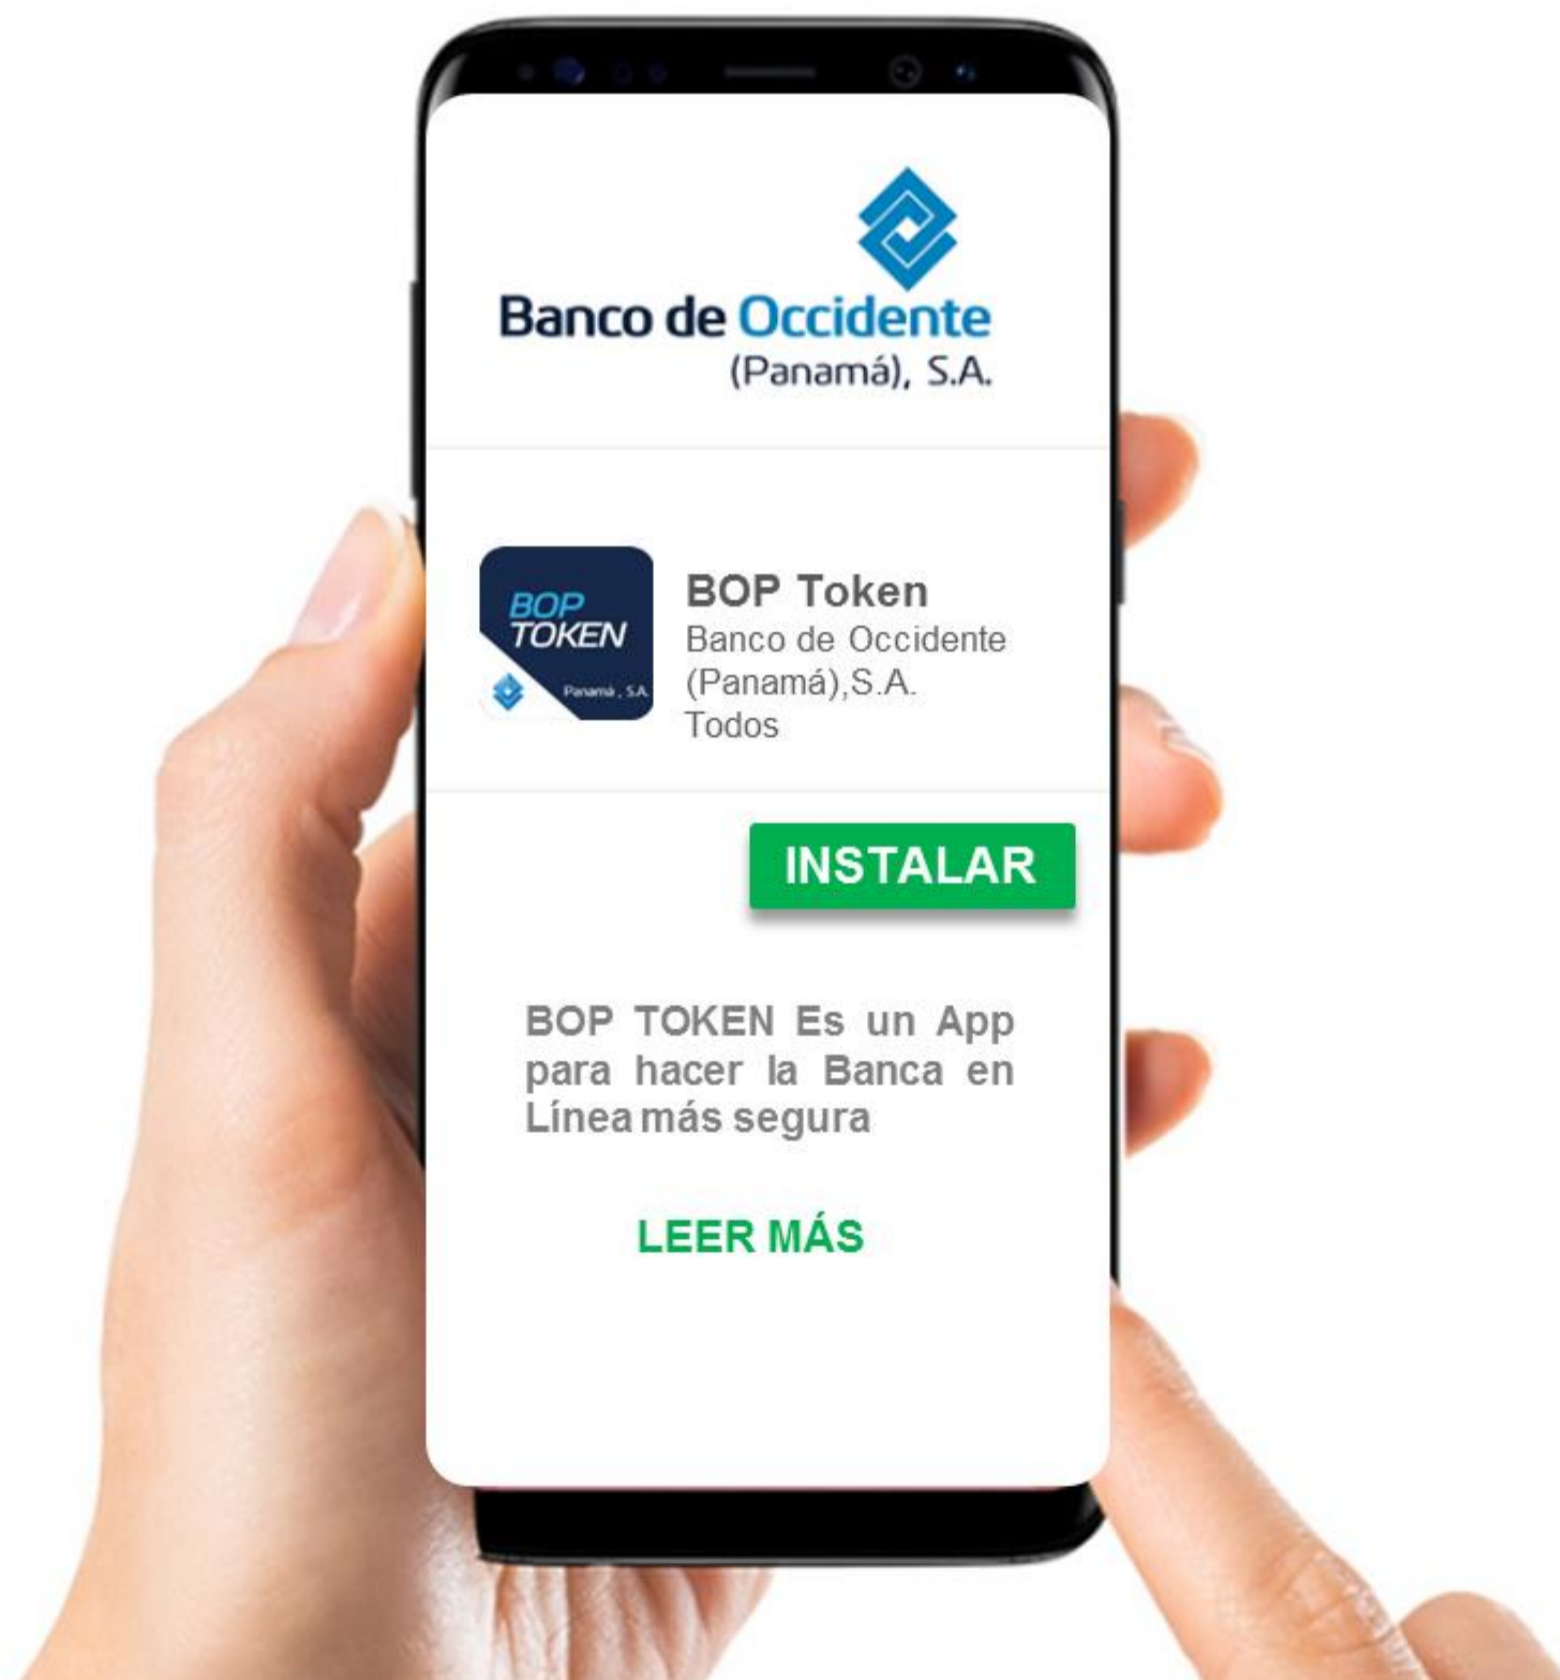 Banco de Occidente
(Panamá), S.A.
BOP
TOKEN
Panamá , S.A.
BOP Token
Banco de Occidente
(Panamá),S.A.
Todos
INSTALAR
BOP TOKEN Es un App
para hacer la Banca en
Línea más segura
LEER MÁS